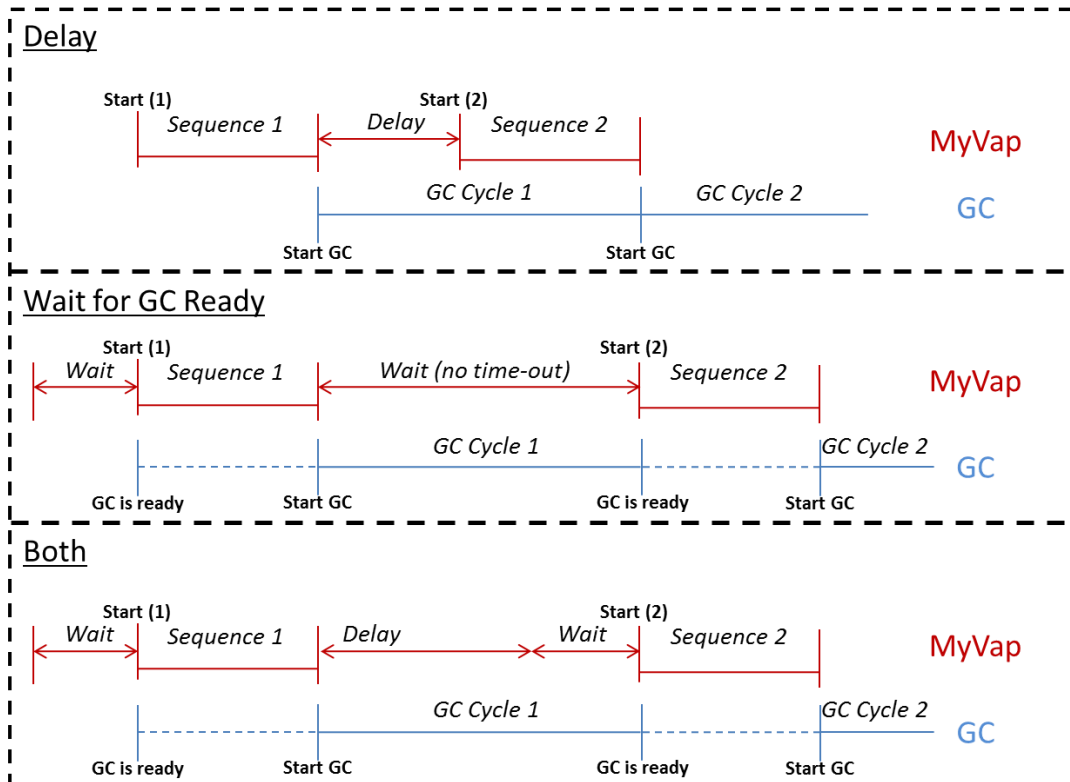 Delay
Start (1) Start (2)
Sequence 1 Delay Sequence 2 MyVap
GC Cycle 1 GC Cycle 2 GC
Start GC Start GC
Wait for GC Ready
Start (1) Start (2)
Wait Sequence 1 Wait (no time-out) Sequence 2 MyVap
GC Cycle 1 GC Cycle 2 GC
GC is ready Start GC GC is ready Start GC
Both
Start (1) Start (2)
Wait Sequence 1 Delay Wait Sequence 2 MyVap
GC Cycle 1 GC Cycle 2 GC
GC is ready Start GC GC is ready Start GC